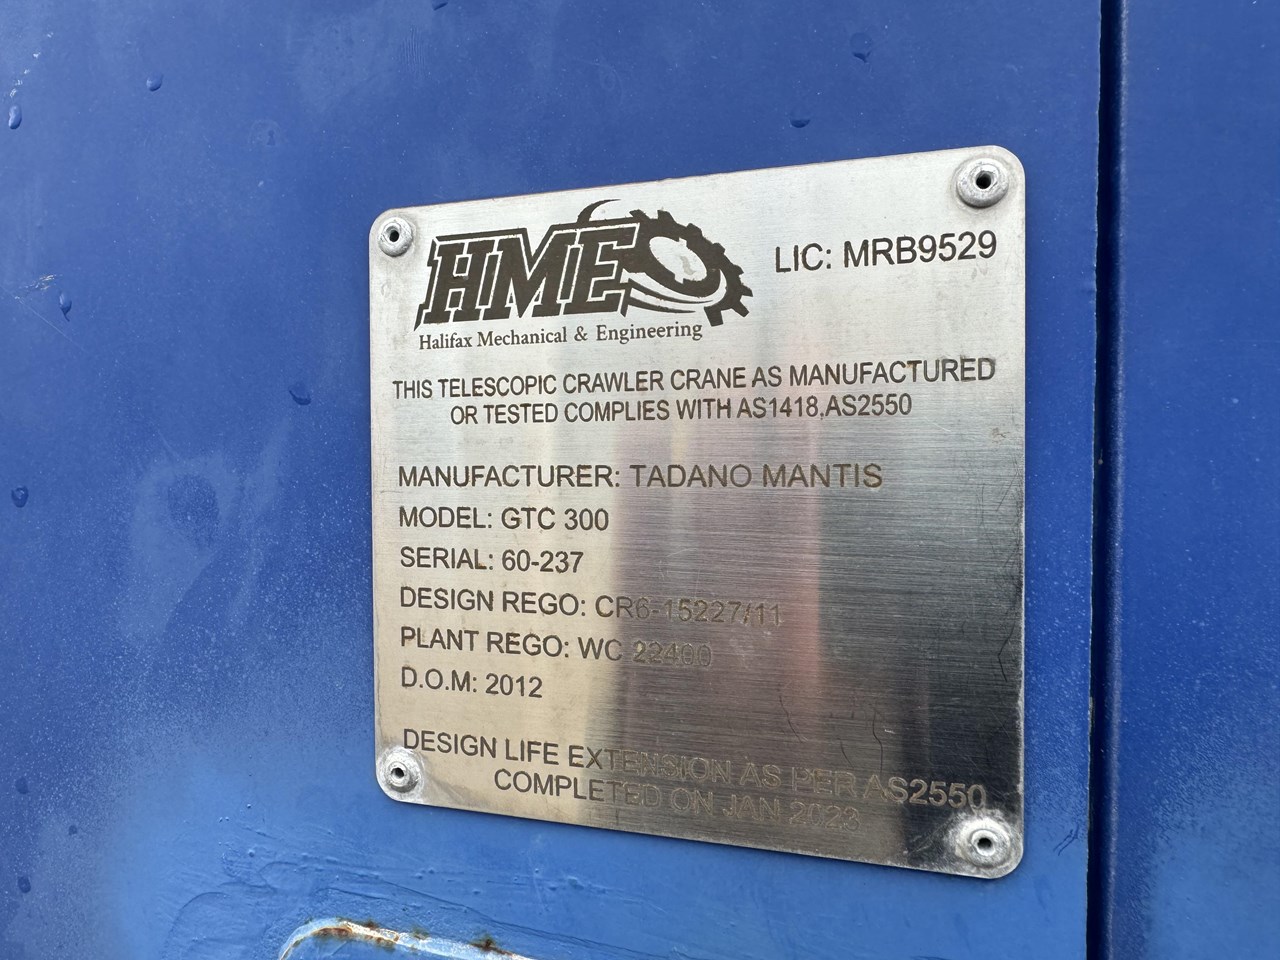 HME
LIC: MRB9529
Halifax Mechanical & Engineering
THIS TELESCOPIC CRAWLER CRANE AS MANUFACTURED
OR TESTED COMPLIES WITH AS1418,AS2550
MANUFACTURER: TADANO MANTIS
MODEL: GTC 300
SERIAL: 60-237
DESIGN REGO: CR6-15227/11
PLANT REGO: WC 22400
D.O.M: 2012
DESIGN LIFE EXTENSION AS PER AS2550
COMPLETED ON JAN 2023